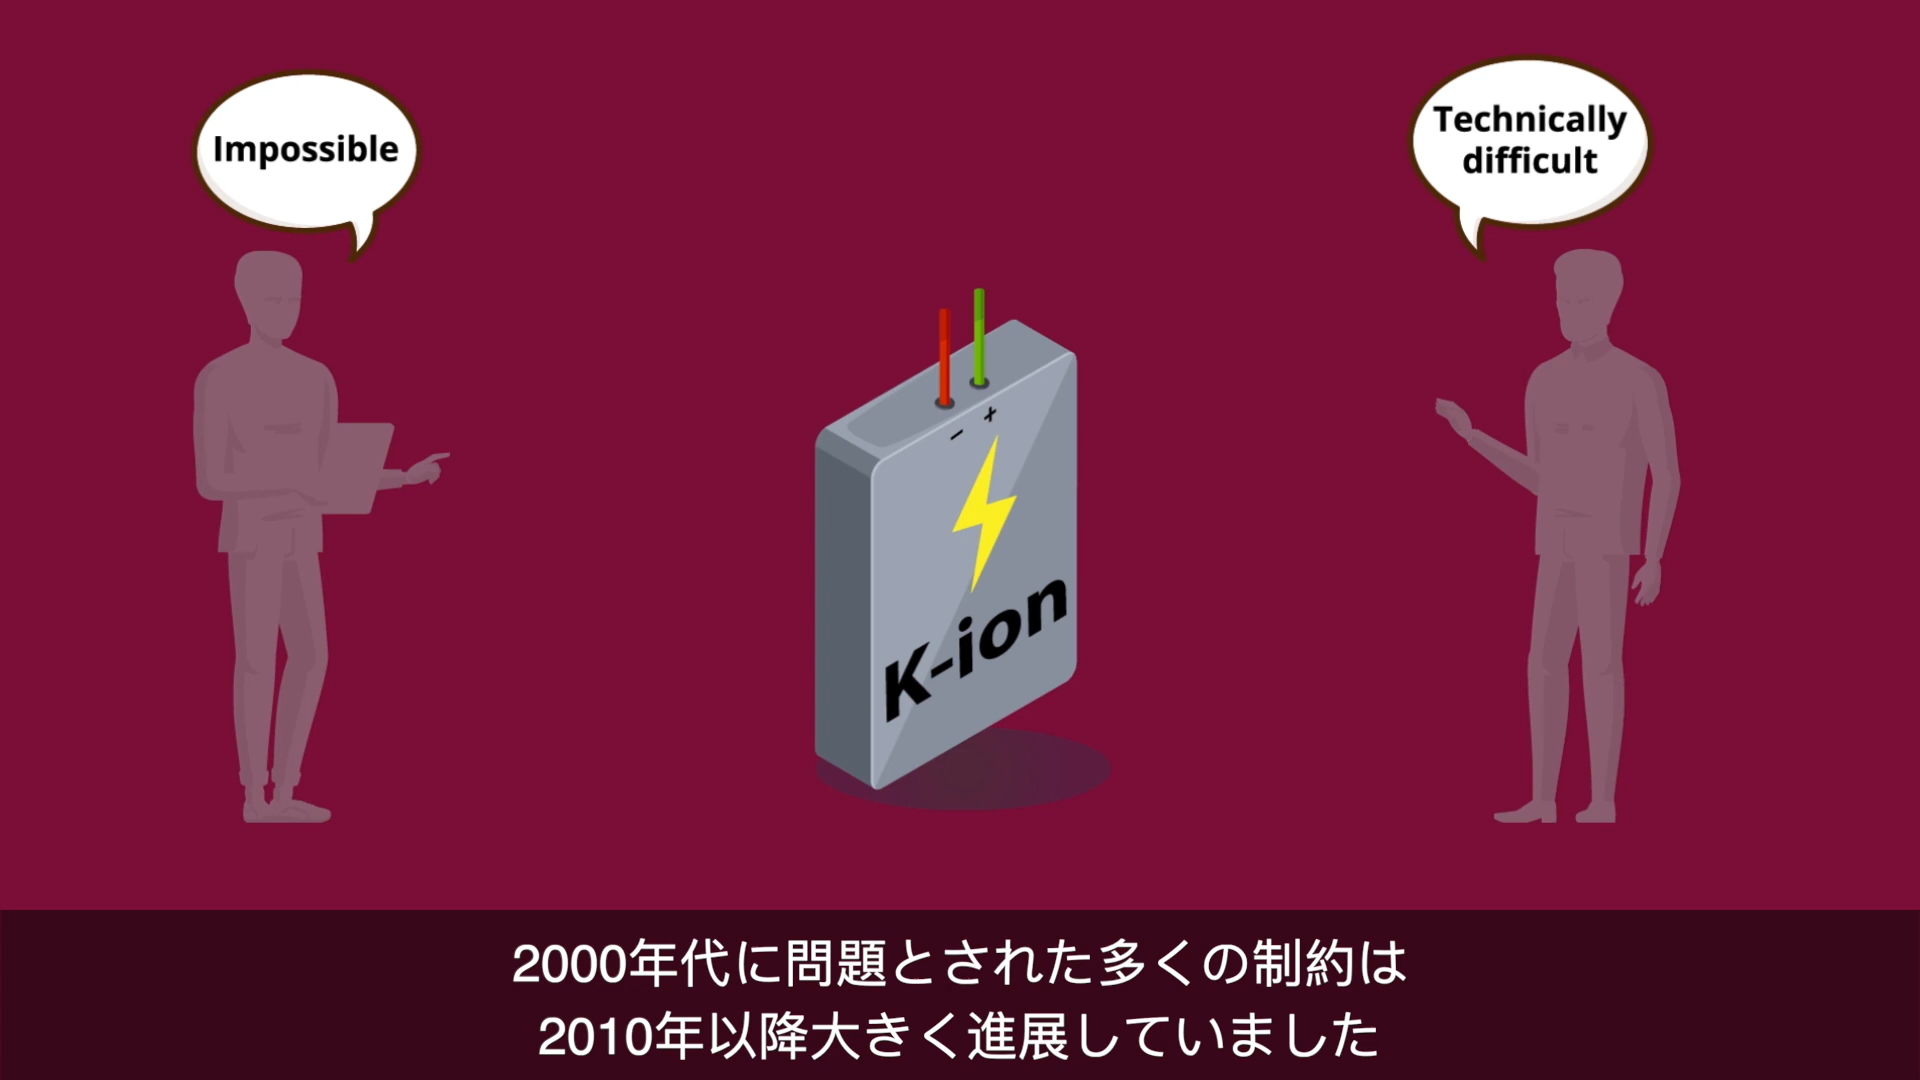 Impossible
Technically
difficult
− +
K-ion
2000年代に問題とされた多くの制約は
2010年以降大きく進展していました